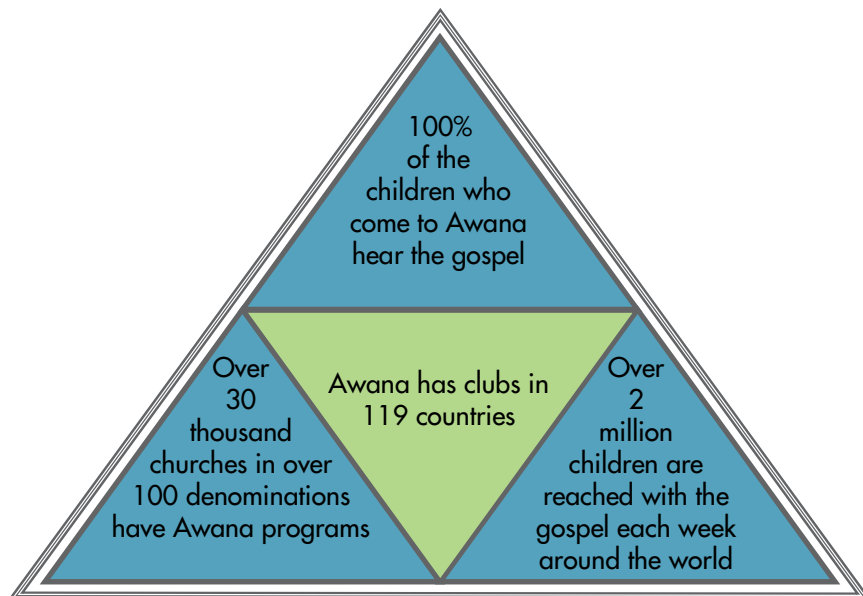 100%
of the
children who
come to Awana
hear the gospel
Over
30
thousand
churches in over
100 denominations
have Awana programs
Awana has clubs in
119 countries
Over
2
million
children are
reached with the
gospel each week
around the world